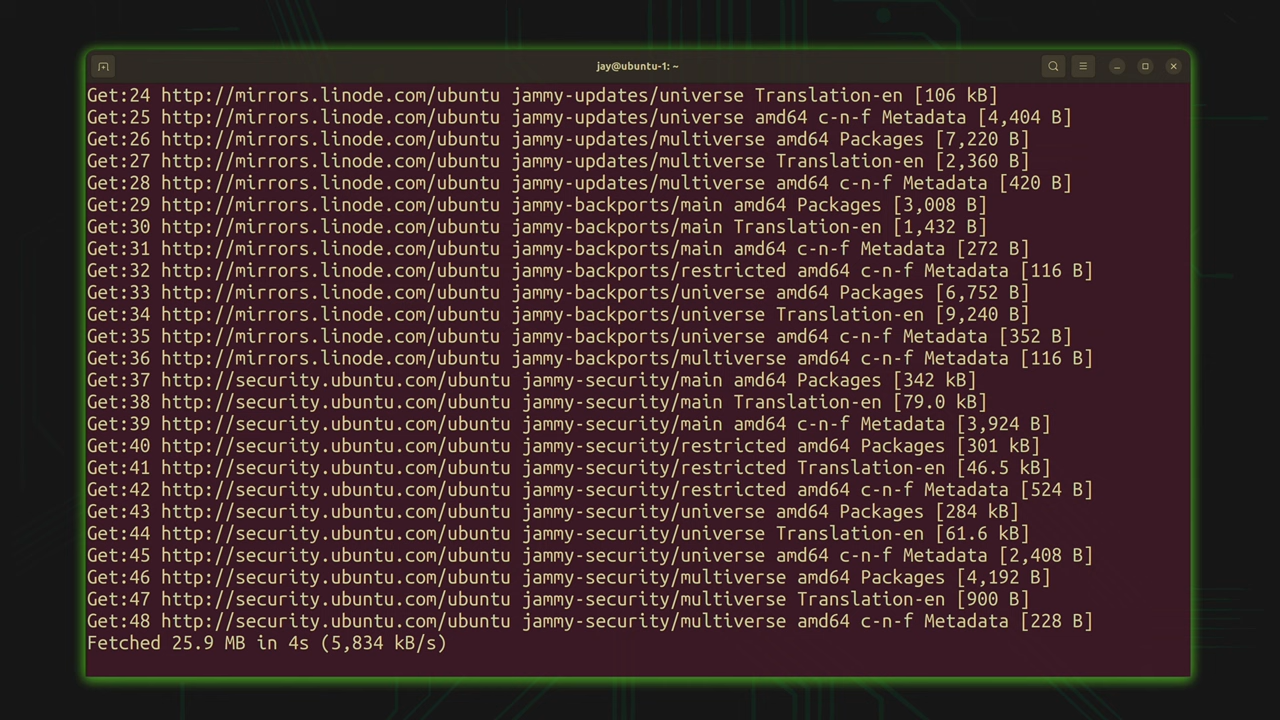 jay@ubuntu-1: ~
Get:24 http://mirrors.linode.com/ubuntu jammy-updates/universe Translation-en [106 kB]
Get:25 http://mirrors.linode.com/ubuntu jammy-updates/universe amd64 c-n-f Metadata [4,404 B]
Get:26 http://mirrors.linode.com/ubuntu jammy-updates/multiverse amd64 Packages [7,220 B]
Get:27 http://mirrors.linode.com/ubuntu jammy-updates/multiverse Translation-en [2,360 B]
Get:28 http://mirrors.linode.com/ubuntu jammy-updates/multiverse amd64 c-n-f Metadata [420 B]
Get:29 http://mirrors.linode.com/ubuntu jammy-backports/main amd64 Packages [3,008 B]
Get:30 http://mirrors.linode.com/ubuntu jammy-backports/main Translation-en [1,432 B]
Get:31 http://mirrors.linode.com/ubuntu jammy-backports/main amd64 c-n-f Metadata [272 B]
Get:32 http://mirrors.linode.com/ubuntu jammy-backports/restricted amd64 c-n-f Metadata [116 B]
Get:33 http://mirrors.linode.com/ubuntu jammy-backports/universe amd64 Packages [6,752 B]
Get:34 http://mirrors.linode.com/ubuntu jammy-backports/universe Translation-en [9,240 B]
Get:35 http://mirrors.linode.com/ubuntu jammy-backports/universe amd64 c-n-f Metadata [352 B]
Get:36 http://mirrors.linode.com/ubuntu jammy-backports/multiverse amd64 c-n-f Metadata [116 B]
Get:37 http://security.ubuntu.com/ubuntu jammy-security/main amd64 Packages [342 kB]
Get:38 http://security.ubuntu.com/ubuntu jammy-security/main Translation-en [79.0 kB]
Get:39 http://security.ubuntu.com/ubuntu jammy-security/main amd64 c-n-f Metadata [3,924 B]
Get:40 http://security.ubuntu.com/ubuntu jammy-security/restricted amd64 Packages [301 kB]
Get:41 http://security.ubuntu.com/ubuntu jammy-security/restricted Translation-en [46.5 kB]
Get:42 http://security.ubuntu.com/ubuntu jammy-security/restricted amd64 c-n-f Metadata [524 B]
Get:43 http://security.ubuntu.com/ubuntu jammy-security/universe amd64 Packages [284 kB]
Get:44 http://security.ubuntu.com/ubuntu jammy-security/universe Translation-en [61.6 kB]
Get:45 http://security.ubuntu.com/ubuntu jammy-security/universe amd64 c-n-f Metadata [2,408 B]
Get:46 http://security.ubuntu.com/ubuntu jammy-security/multiverse amd64 Packages [4,192 B]
Get:47 http://security.ubuntu.com/ubuntu jammy-security/multiverse Translation-en [900 B]
Get:48 http://security.ubuntu.com/ubuntu jammy-security/multiverse amd64 c-n-f Metadata [228 B]
Fetched 25.9 MB in 4s (5,834 kB/s)